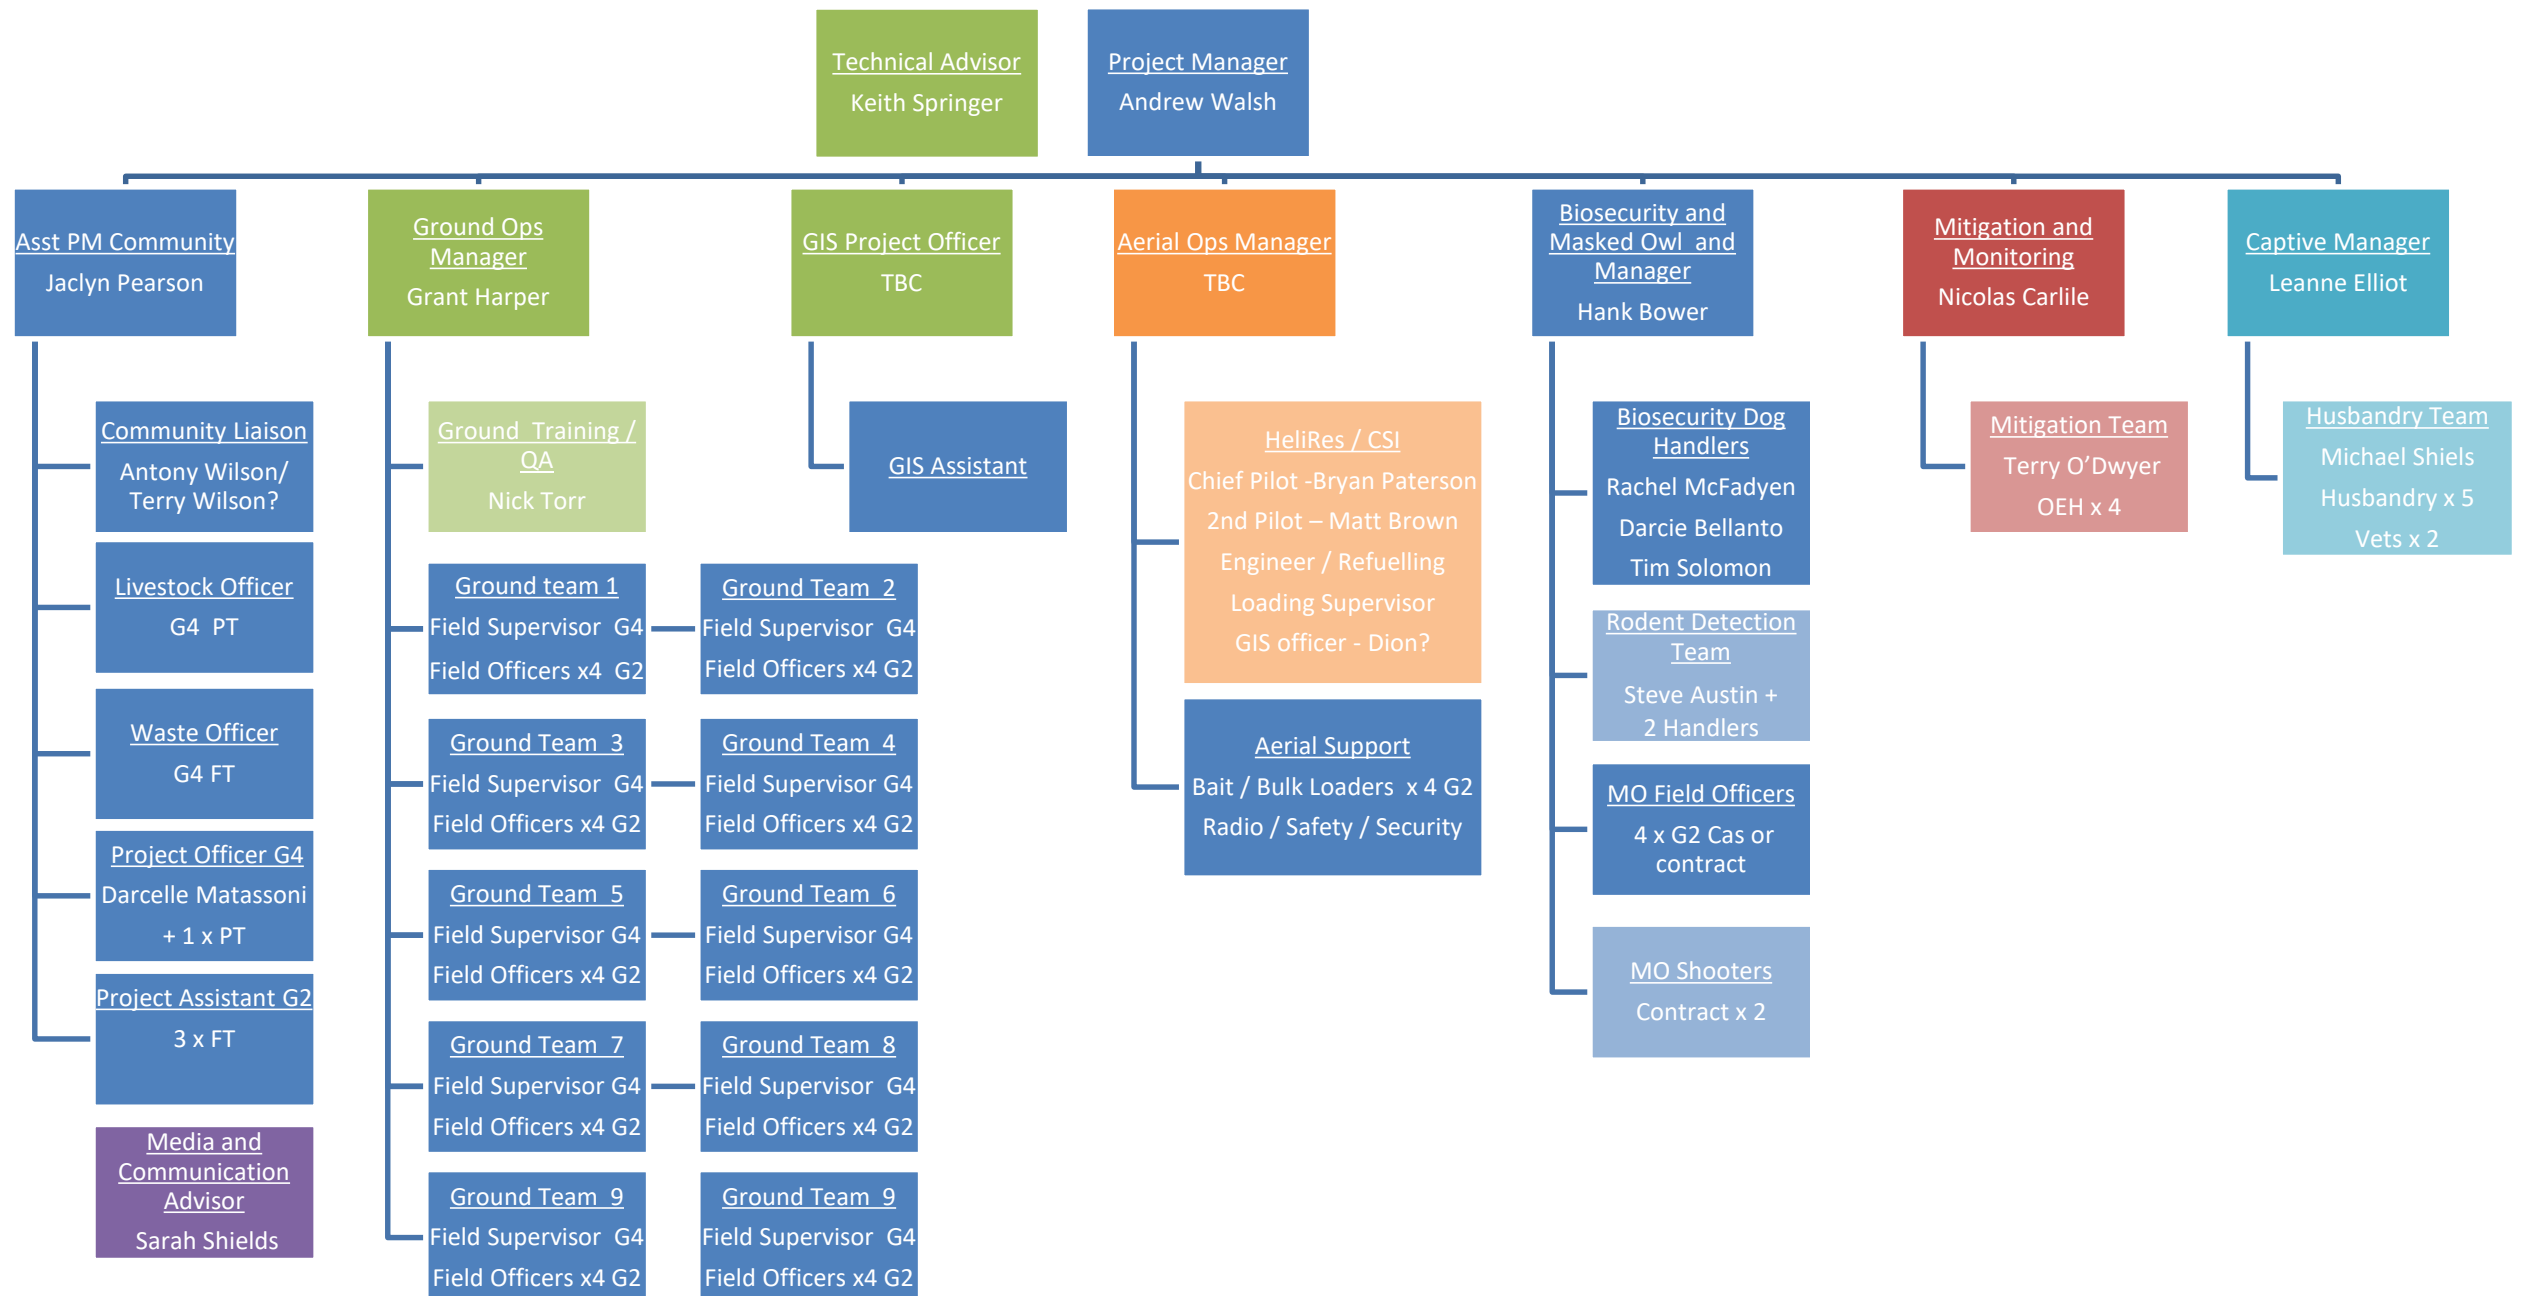 Technical Advisor
Keith Springer
Project Manager
Andrew Walsh
Asst PM Community
Jaclyn Pearson
Ground Ops
Manager
Grant Harper
GIS Project Officer
TBC
Aerial Ops Manager
TBC
Biosecurity and
Masked Owl and
Manager
Hank Bower
Mitigation and
Monitoring
Nicolas Carlile
Captive Manager
Leanne Elliot
Community Liaison
Antony Wilson/
Terry Wilson?
Livestock Officer
G4 PT
Waste Officer
G4 FT
Project Officer G4
Darcelle Matassoni
+ 1 x PT
Project Assistant G2
3 x FT
Media and
Communication
Advisor
Sarah Shields
Ground Training /
QA
Nick Torr
Ground team 1
Field Supervisor G4
Field Officers x4 G2
Ground Team 2
Field Supervisor G4
Field Officers x4 G2
Ground Team 3
Field Supervisor G4
Field Officers x4 G2
Ground Team 4
Field Supervisor G4
Field Officers x4 G2
Ground Team 5
Field Supervisor G4
Field Officers x4 G2
Ground Team 6
Field Supervisor G4
Field Officers x4 G2
Ground Team 7
Field Supervisor G4
Field Officers x4 G2
Ground Team 8
Field Supervisor G4
Field Officers x4 G2
Ground Team 9
Field Supervisor G4
Field Officers x4 G2
Ground Team 9
Field Supervisor G4
Field Officers x4 G2
GIS Assistant
HeliRes / CSI
Chief Pilot -Bryan Paterson
2nd Pilot – Matt Brown
Engineer / Refuelling
Loading Supervisor
GIS officer - Dion?
Aerial Support
Bait / Bulk Loaders x 4 G2
Radio / Safety / Security
Biosecurity Dog
Handlers
Rachel McFadyen
Darcie Bellanto
Tim Solomon
Rodent Detection
Team
Steve Austin +
2 Handlers
MO Field Officers
4 x G2 Cas or
contract
MO Shooters
Contract x 2
Mitigation Team
Terry O’Dwyer
OEH x 4
Husbandry Team
Michael Shiels
Husbandry x 5
Vets x 2